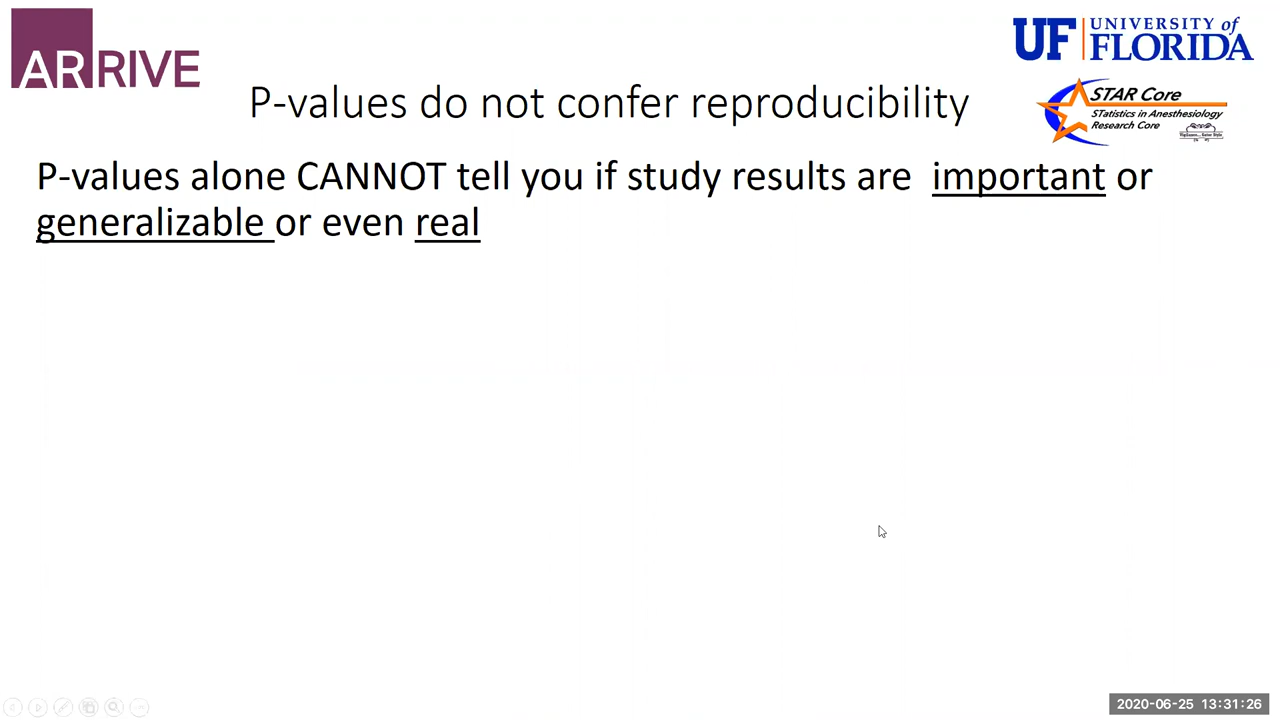 ARRIVE
UF UNIVERSITY of
FLORIDA
P-values do not confer reproducibility
STAR Core
STatistics in Anesthesiology
Research Core
P-values alone CANNOT tell you if study results are important or
generalizable or even real
2020-06-25 13:31:26